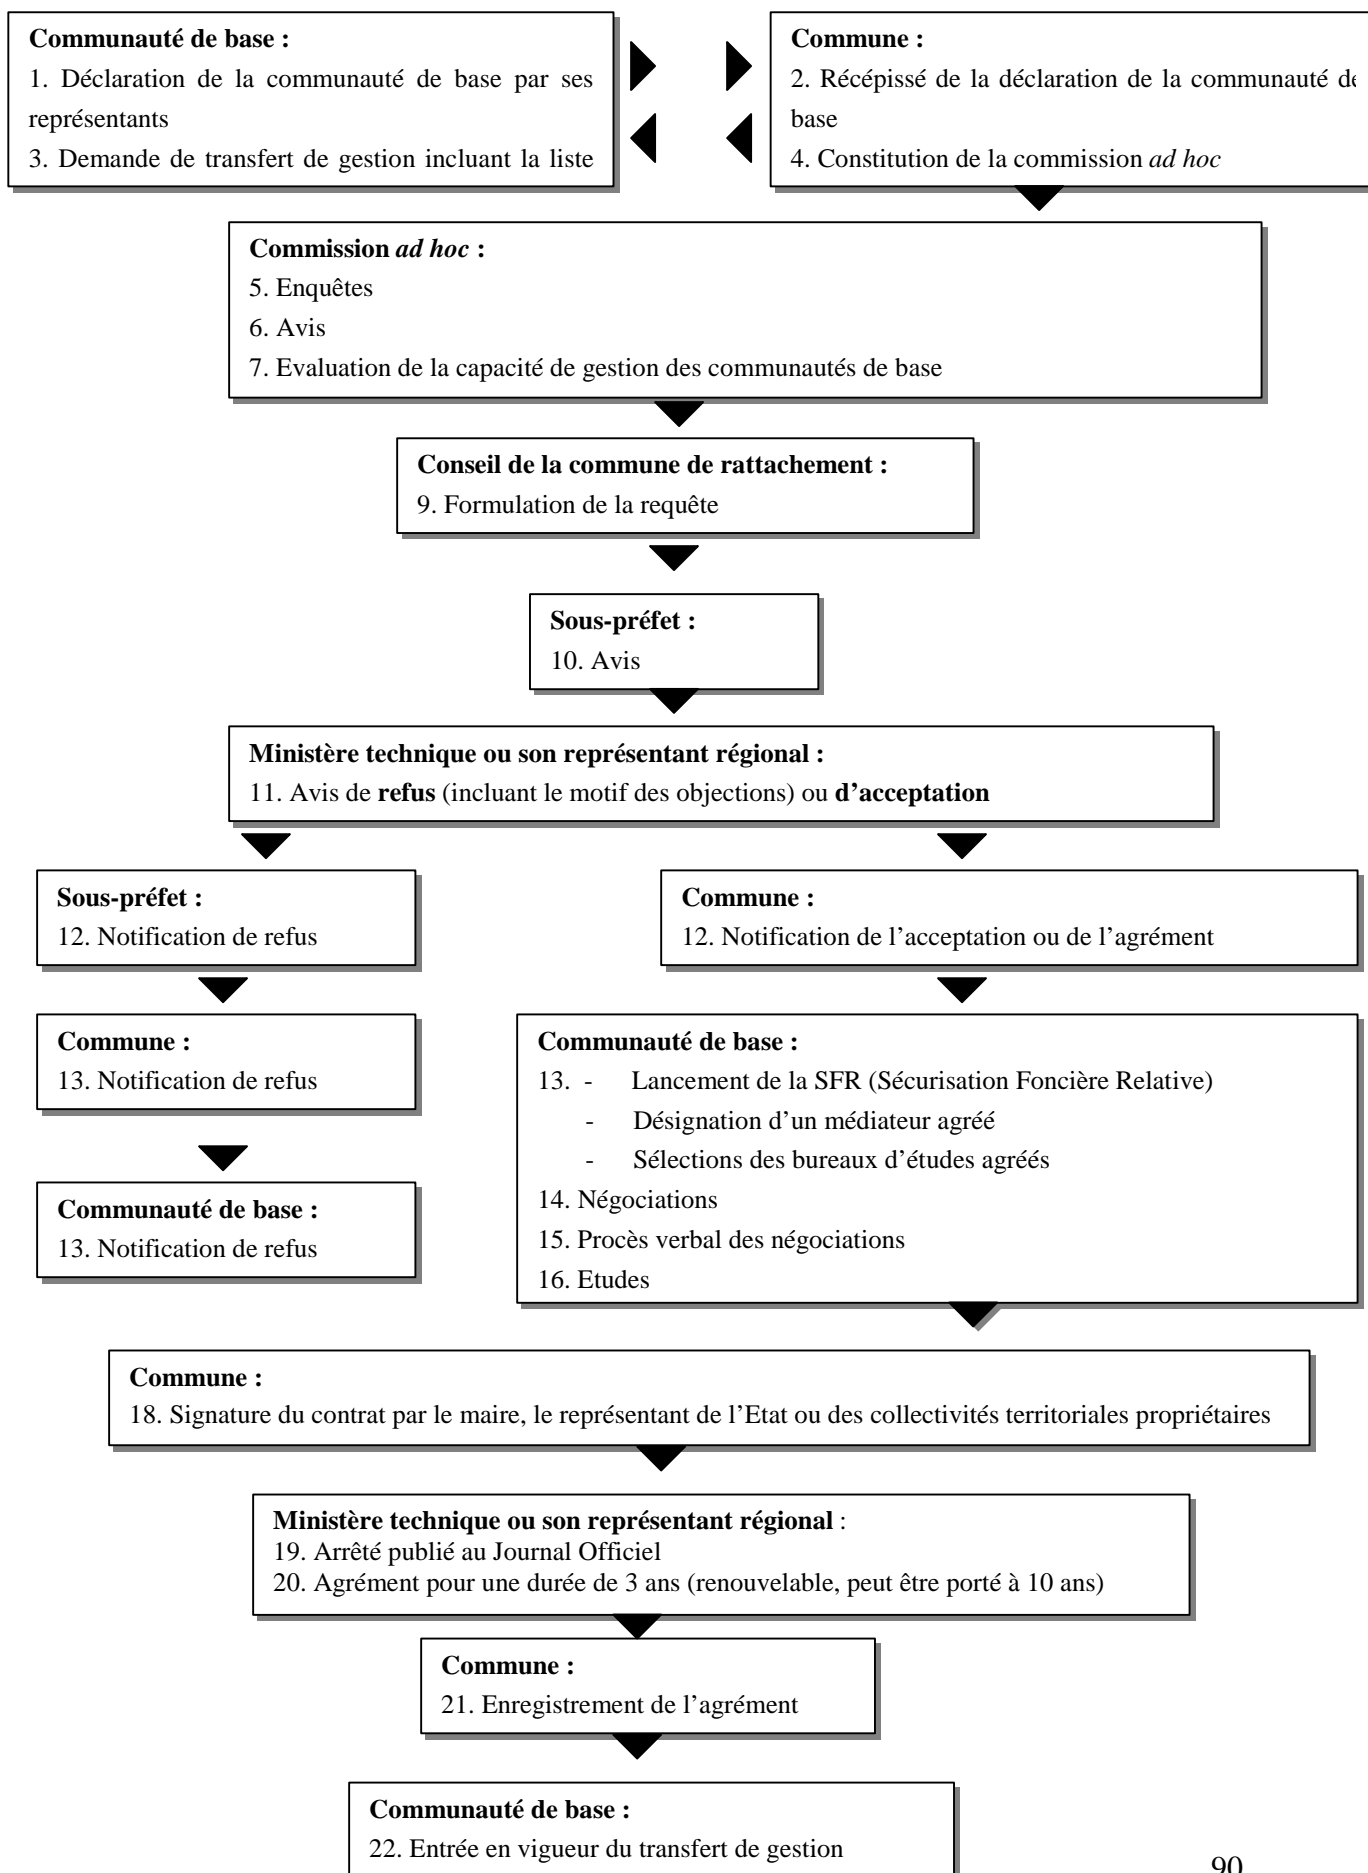 Communauté de base :
1. Déclaration de la communauté de base par ses
représentants
3. Demande de transfert de gestion incluant la liste
Commune :
2. Récépissé de la déclaration de la communauté de
base
4. Constitution de la commission ad hoc
Commission ad hoc :
5. Enquêtes
6. Avis
7. Evaluation de la capacité de gestion des communautés de base
Conseil de la commune de rattachement :
9. Formulation de la requête
Sous-préfet :
10. Avis
Ministère technique ou son représentant régional :
11. Avis de refus (incluant le motif des objections) ou d’acceptation
Sous-préfet :
12. Notification de refus
Commune :
13. Notification de refus
Communauté de base :
13. Notification de refus
Commune :
12. Notification de l’acceptation ou de l’agrément
Communauté de base :
13. - Lancement de la SFR (Sécurisation Foncière Relative)
- Désignation d’un médiateur agréé
- Sélections des bureaux d’études agréés
14. Négociations
15. Procès verbal des négociations
16. Etudes
Commune :
18. Signature du contrat par le maire, le représentant de l’Etat ou des collectivités territoriales propriétaires
Ministère technique ou son représentant régional :
19. Arrêté publié au Journal Officiel
20. Agrément pour une durée de 3 ans (renouvelable, peut être porté à 10 ans)
Commune :
21. Enregistrement de l’agrément
Communauté de base :
22. Entrée en vigueur du transfert de gestion
90